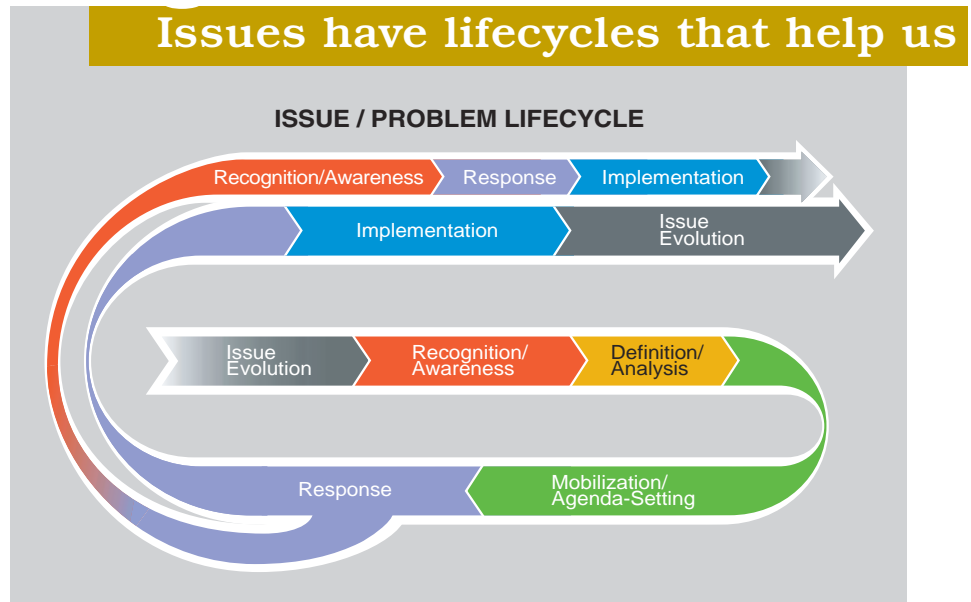 Issues have lifecycles that help us
ISSUE / PROBLEM LIFECYCLE
Recognition/Awareness
Response
Implementation
Implementation
Issue
Evolution
Issue
Evolution
Recognition/
Awareness
Definition/
Analysis
Response
Mobilization/
Agenda-Setting